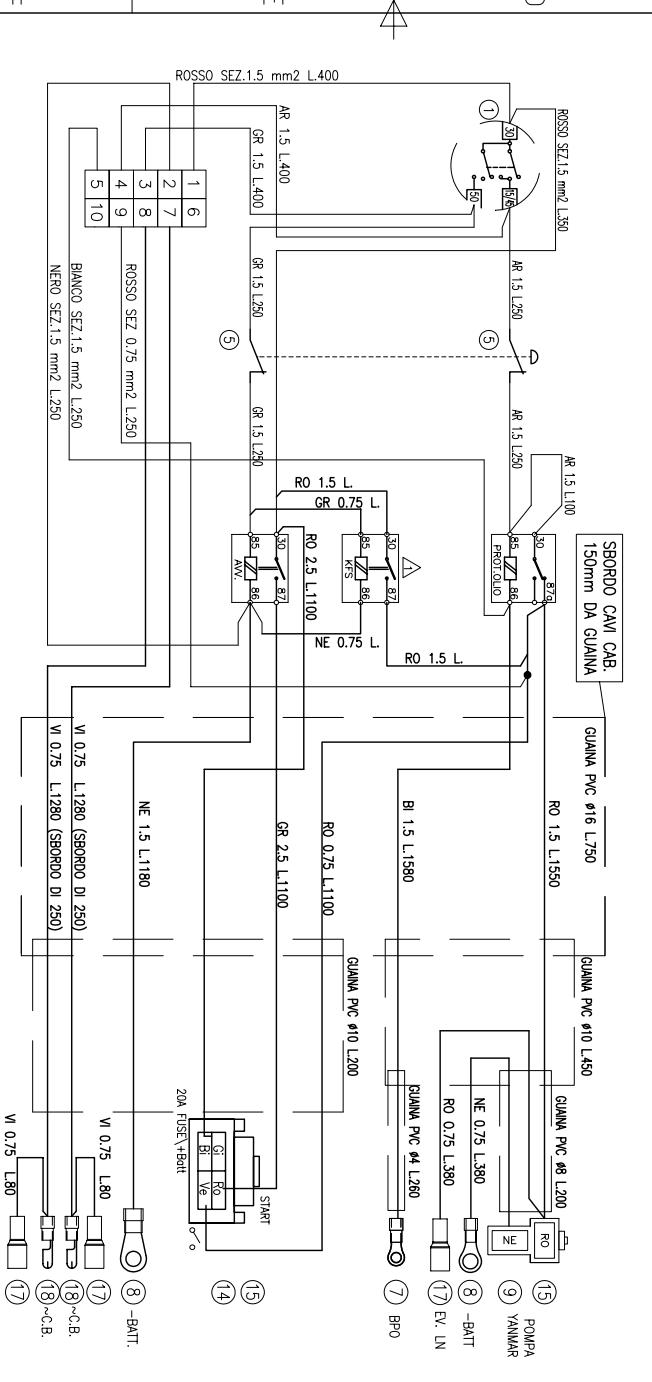 ROSSO SEZ.1.5 mm2 L.400
AR 1.5 L.400
GR 1.5 L.400
1
30
15/45
50
ROSSO SEZ.1.5 mm2 L.350
1 6
2 7
3 8
4 9
5 10
GR 1.5 L.250
AR 1.5 L.250
ROSSO SEZ 0.75 mm2 L.250
BIANCO SEZ.1.5 mm2 L.250
NERO SEZ.1.5 mm2 L.250
5
5
GR 1.5 L.250
AR 1.5 L.250
AR 1.5 L.100
RO 1.5 L.
GR 0.75 L.
30
87
85
86
AVV.
RO 2.5 L.1100
30
87
85
86
KFS
1
NE 0.75 L.
RO 1.5 L.
30
87a
85
86
PROT.OLIO
SBORDO CAVI CAB.
150mm DA GUAINA
GUAINA PVC ø16 L.750
RO 1.5 L.1550
BI 1.5 L.1580
RO 0.75 L.1100
GR 2.5 L.1100
NE 1.5 L.1180
VI 0.75 L.1280 (SBORDO DI 250)
VI 0.75 L.1280 (SBORDO DI 250)
GUAINA PVC ø10 L.450
GUAINA PVC ø10 L.200
GUAINA PVC ø8 L.200
NE 0.75 L.380
RO 0.75 L.380
GUAINA PVC ø4 L.260
20A FUSE\+Batt
Gi
Ro
Bi
Ve
START
VI 0.75 L.80
VI 0.75 L.80
RO
NE
15
9
POMPA
YANMAR
8
-BATT
17
EV. LN
7
BPO
15
14
8
-BATT.
17
18
~C.B.
18
~C.B.
17